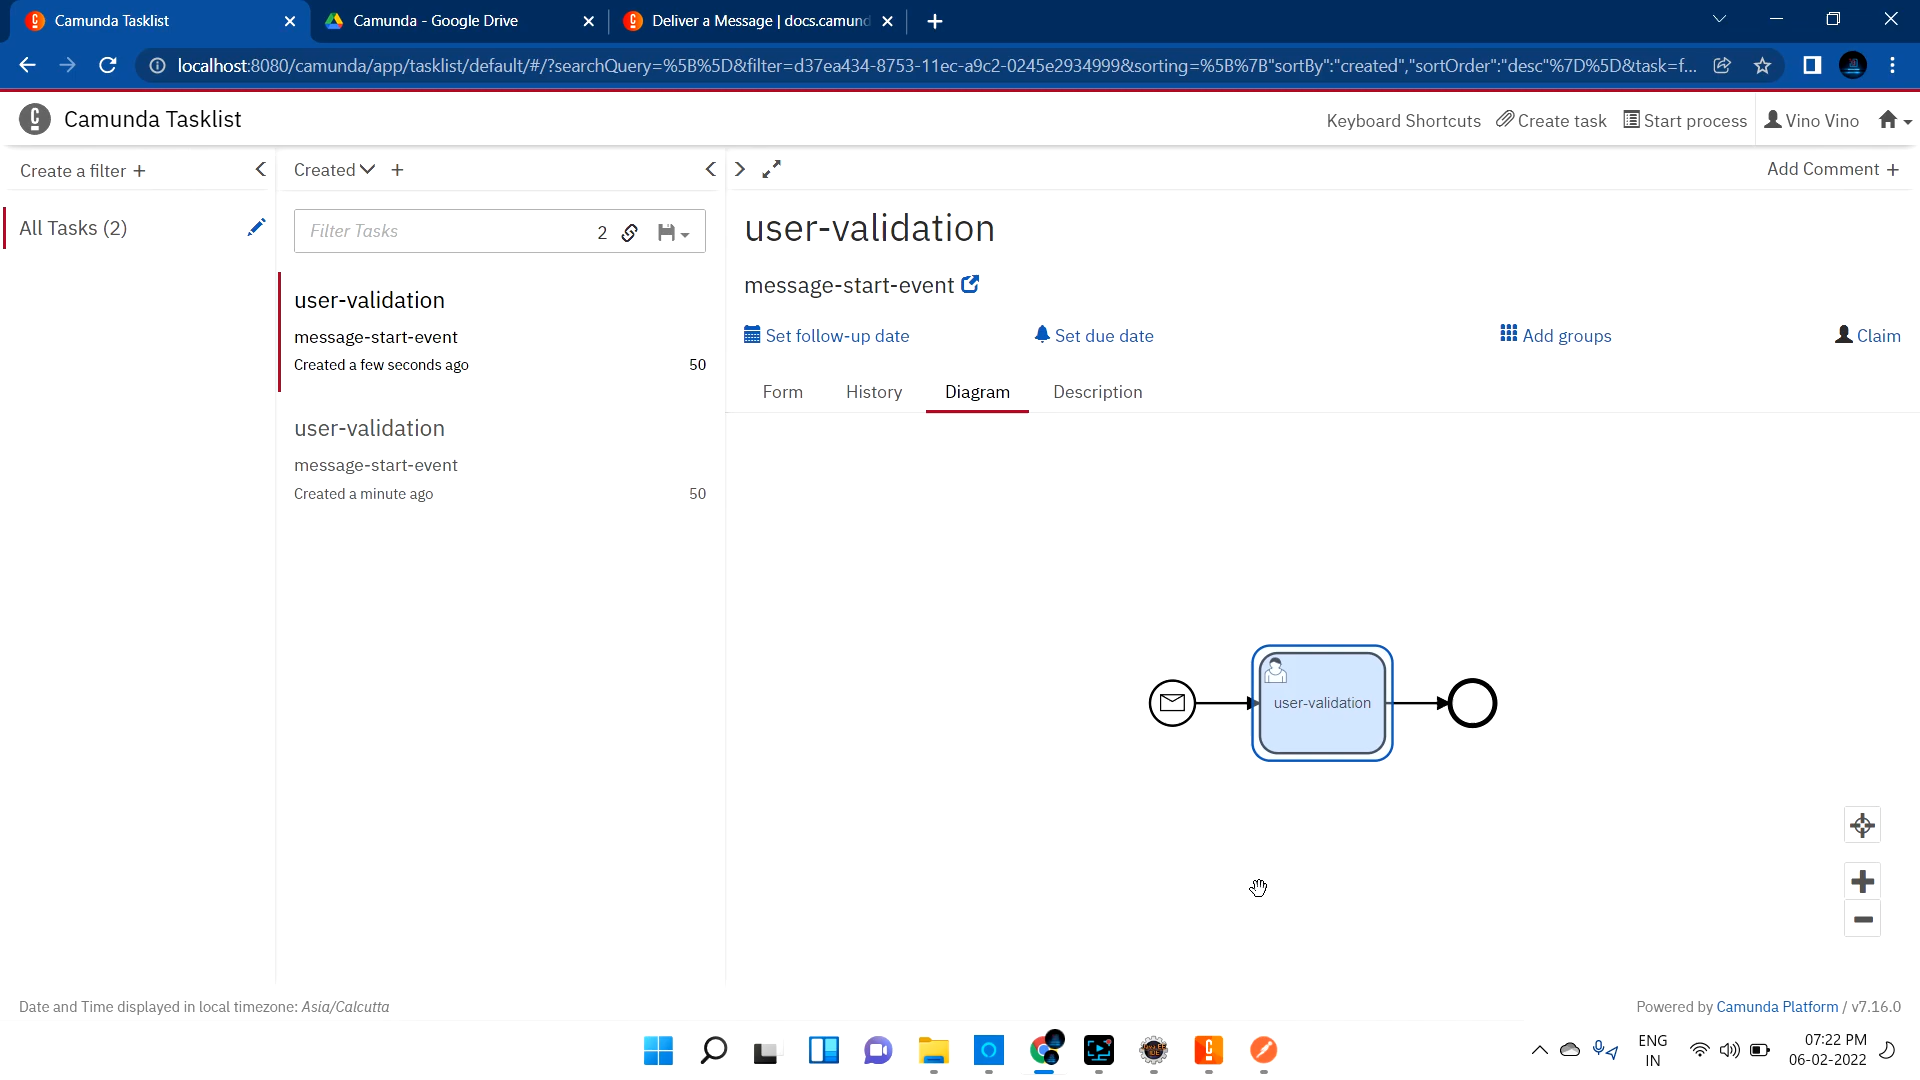 Camunda Tasklist
Camunda - Google Drive
Deliver a Message | docs.camund
localhost:8080/camunda/app/tasklist/default/#/?searchQuery=%5B%5D&filter=d37ea434-8753-11ec-a9c2-0245e2934999&sorting=%5B%7B"sortBy":"created","sortOrder":"desc"%7D%5D&task=f...
Camunda Tasklist
Keyboard Shortcuts
Create task
Start process
Vino Vino
Create a filter +
Created
Add Comment +
All Tasks (2)
Filter Tasks
2
user-validation
message-start-event
Created a few seconds ago
50
user-validation
message-start-event
Created a minute ago
50
user-validation
message-start-event
Set follow-up date
Set due date
Add groups
Claim
Form
History
Diagram
Description
user-validation
Date and Time displayed in local timezone: Asia/Calcutta
Powered by Camunda Platform / v7.16.0
ENG
IN
07:22 PM
06-02-2022